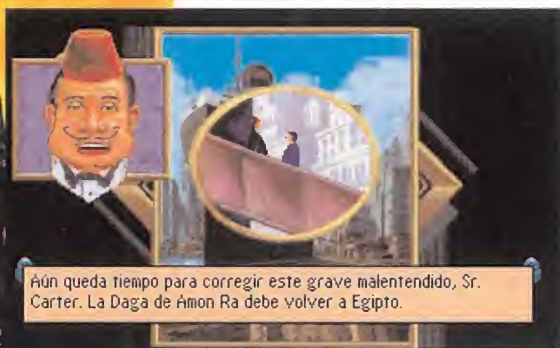 Aún queda tiempo para corregir este grave malentendido, Sr.
Carter. La Daga de Amon Ra debe volver a Egipto.